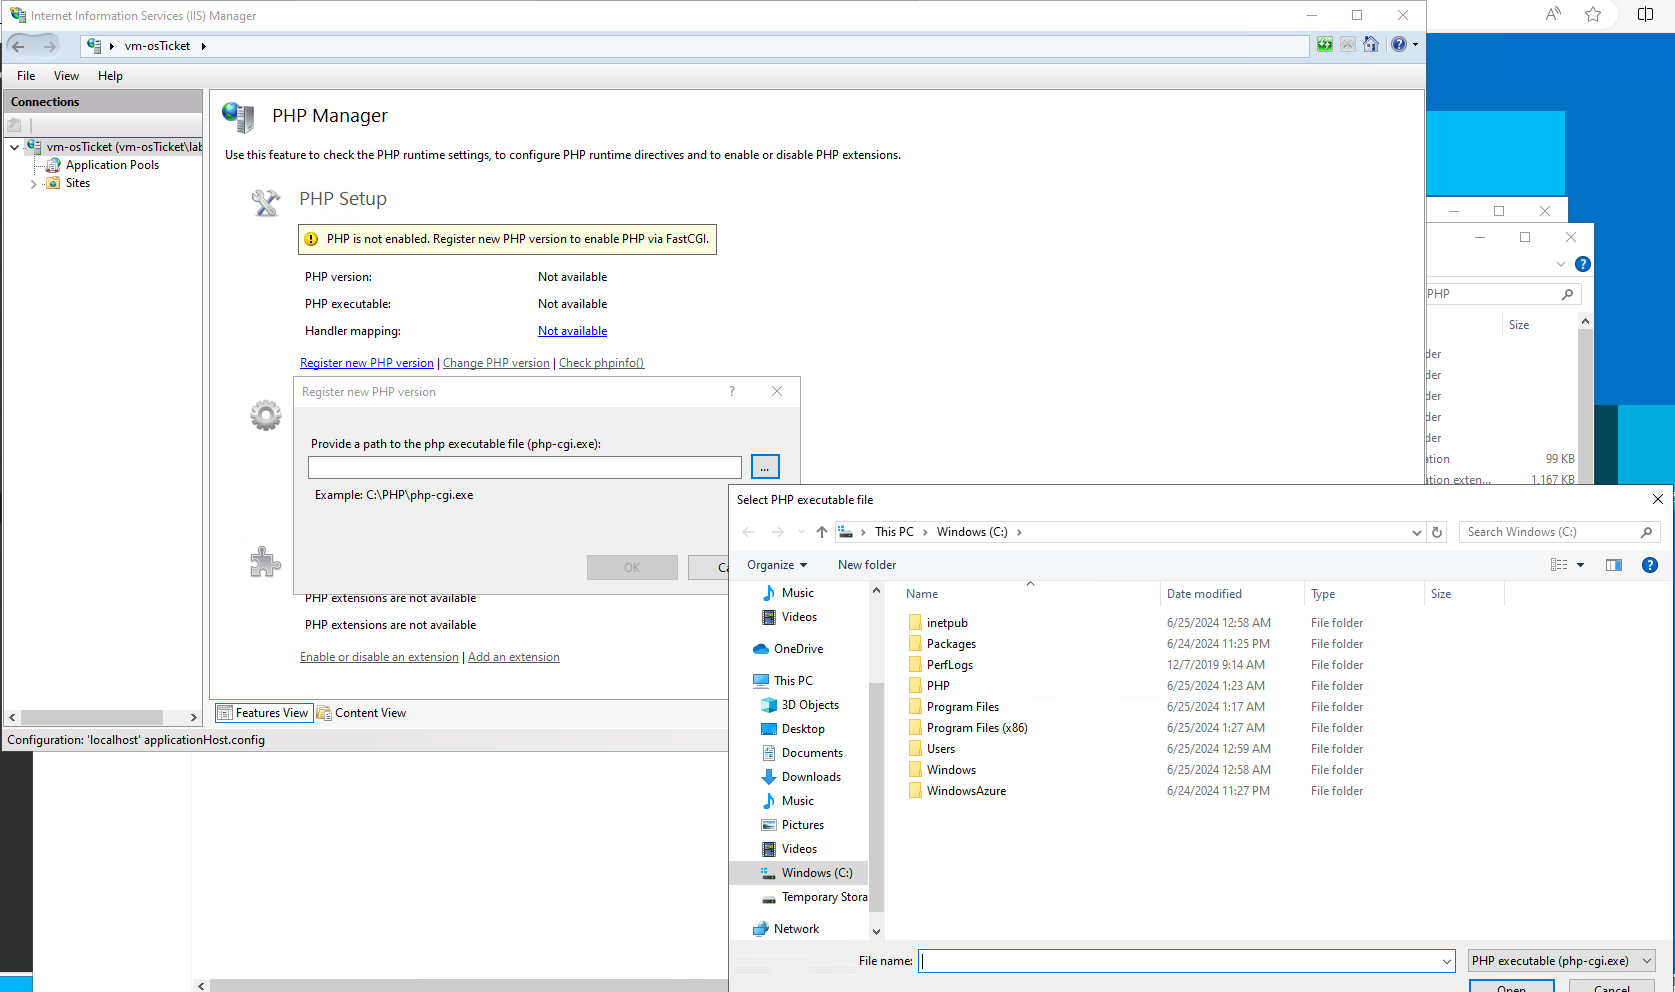 Internet Information Services (IIS) Manager
vm-osTicket
File View Help
Connections
vm-osTicket (vm-osTicket\lab
Application Pools
Sites
PHP Manager
Use this feature to check the PHP runtime settings, to configure PHP runtime directives and to enable or disable PHP extensions.
PHP Setup
PHP is not enabled. Register new PHP version to enable PHP via FastCGI.
PHP version: Not available
PHP executable: Not available
Handler mapping: Not available
Register new PHP version | Change PHP version | Check phpinfo()
Register new PHP version ?
Provide a path to the php executable file (php-cgi.exe):
...
Example: C:\PHP\php-cgi.exe
OK Ca
PHP extensions are not available
PHP extensions are not available
Enable or disable an extension | Add an extension
Features View Content View
Configuration: 'localhost' applicationHost.config
PHP
Size
der
der
der
der
der
ation 99 KB
ation exten... 1,167 KB
Select PHP executable file
This PC > Windows (C:) >
Search Windows (C:)
Organize New folder
Music
Videos
OneDrive
This PC
3D Objects
Desktop
Documents
Downloads
Music
Pictures
Videos
Windows (C:)
Temporary Stora
Network
Name Date modified Type Size
inetpub 6/25/2024 12:58 AM File folder
Packages 6/24/2024 11:25 PM File folder
PerfLogs 12/7/2019 9:14 AM File folder
PHP 6/25/2024 1:23 AM File folder
Program Files 6/25/2024 1:17 AM File folder
Program Files (x86) 6/25/2024 1:27 AM File folder
Users 6/25/2024 12:59 AM File folder
Windows 6/25/2024 12:58 AM File folder
WindowsAzure 6/24/2024 11:27 PM File folder
File name: PHP executable (php-cgi.exe)
Open Cancel